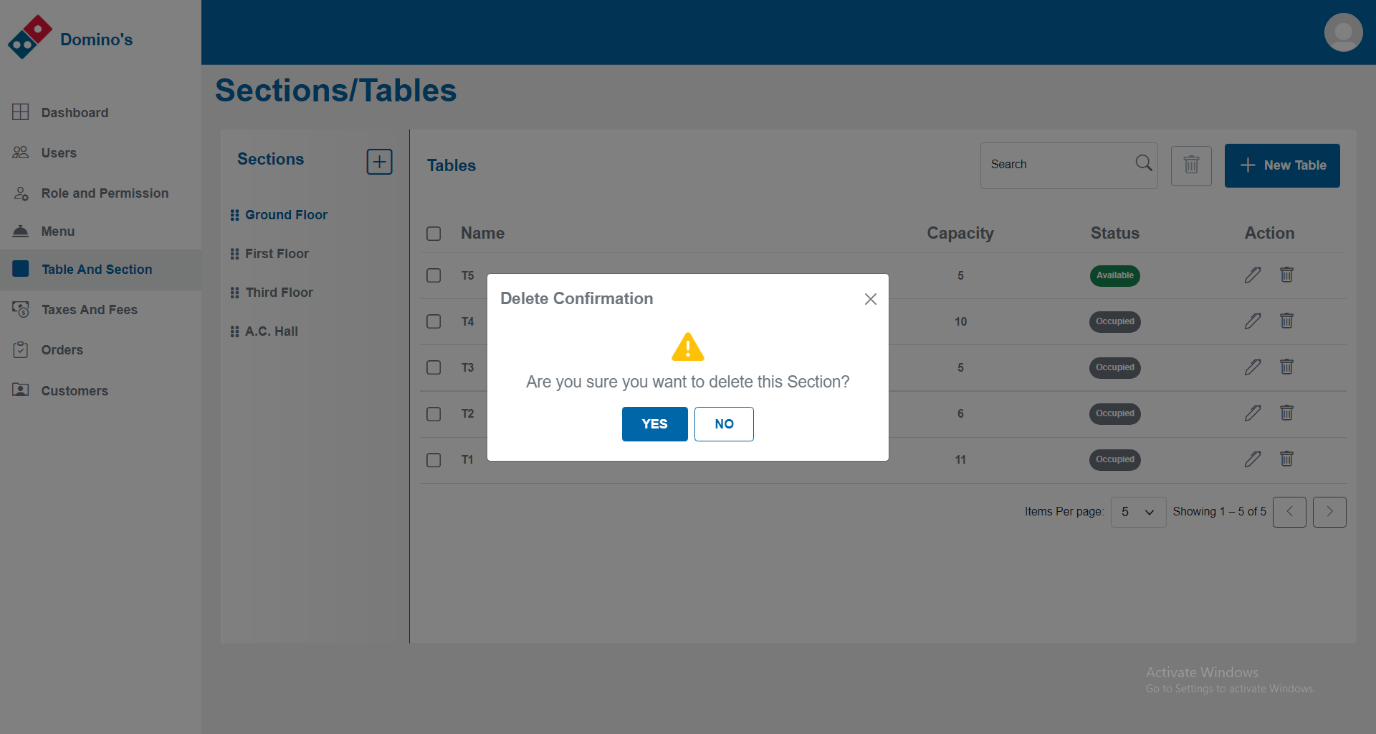 Domino's
Dashboard
Users
Role and Permission
Menu
Table And Section
Taxes And Fees
Orders
Customers
Sections/Tables
Sections
Ground Floor
First Floor
Third Floor
A.C. Hall
Tables
Search
New Table
Name Capacity Status Action
T5 5 Available
T4 10 Occupied
T3 5 Occupied
T2 6 Occupied
T1 11 Occupied
Items Per page: 5 Showing 1 – 5 of 5
Delete Confirmation
Are you sure you want to delete this Section?
YES NO
Activate Windows
Go to Settings to activate Windows.